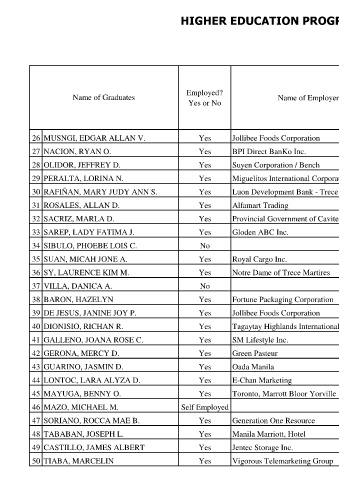 HIGHER EDUCATION PROGR
Name of Graduates
Employed?
Yes or No
Name of Employer
26 MUSNGI, EDGAR ALLAN V. Yes Jollibee Foods Corporation
27 NACION, RYAN O. Yes BPI Direct BanKo Inc.
28 OLIDOR, JEFFREY D. Yes Suyen Corporation / Bench
29 PERALTA, LORINA N. Yes Miguelitos International Corpora
30 RAFIÑAN, MARY JUDY ANN S. Yes Luon Development Bank - Trece
31 ROSALES, ALLAN D. Yes Alfumart Trading
32 SACRIZ, MARLA D. Yes Provincial Government of Cavite
33 SAREP, LADY FATIMA J. Yes Gloden ABC Inc.
34 SIBULO, PHOEBE LOIS C. No
35 SUAN, MICAH JONE A. Yes Royal Cargo Inc.
36 SY, LAURENCE KIM M. Yes Notre Dame of Trece Martires
37 VILLA, DANICA A. No
38 BARON, HAZELYN Yes Fortune Packaging Corporation
39 DE JESUS, JANINE JOY P. Yes Jollibee Foods Corporation
40 DIONISIO, RICHAN R. Yes Tagaytay Highlands International
41 GALLENO, JOANA ROSE C. Yes SM Lifestyle Inc.
42 GERONA, MERCY D. Yes Green Pasteur
43 GUARINO, JASMIN D. Yes Oada Manila
44 LONTOC, LARA ALYZA D. Yes E-Chan Marketing
45 MAYUGA, BENNY O. Yes Toronto, Marrott Bloor Yorville
46 MAZO, MICHAEL M. Self Employed
47 SORIANO, ROCCA MAE B. Yes Generation One Resource
48 TABABAN, JOSEPH L. Yes Manila Marriott, Hotel
49 CASTILLO, JAMES ALBERT Yes Jentec Storage Inc.
50 TIABA, MARCELIN Yes Vigorous Telemarketing Group